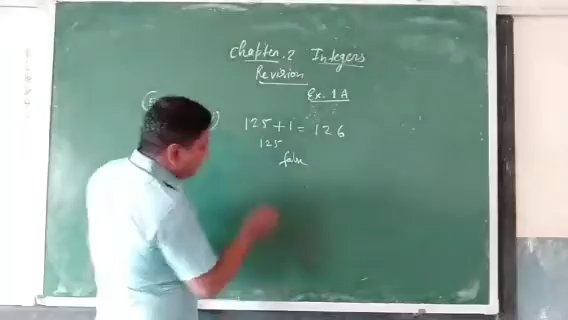 Chapter.2 Integers
Revision
Ex. 1A
125+1= 126
125
false